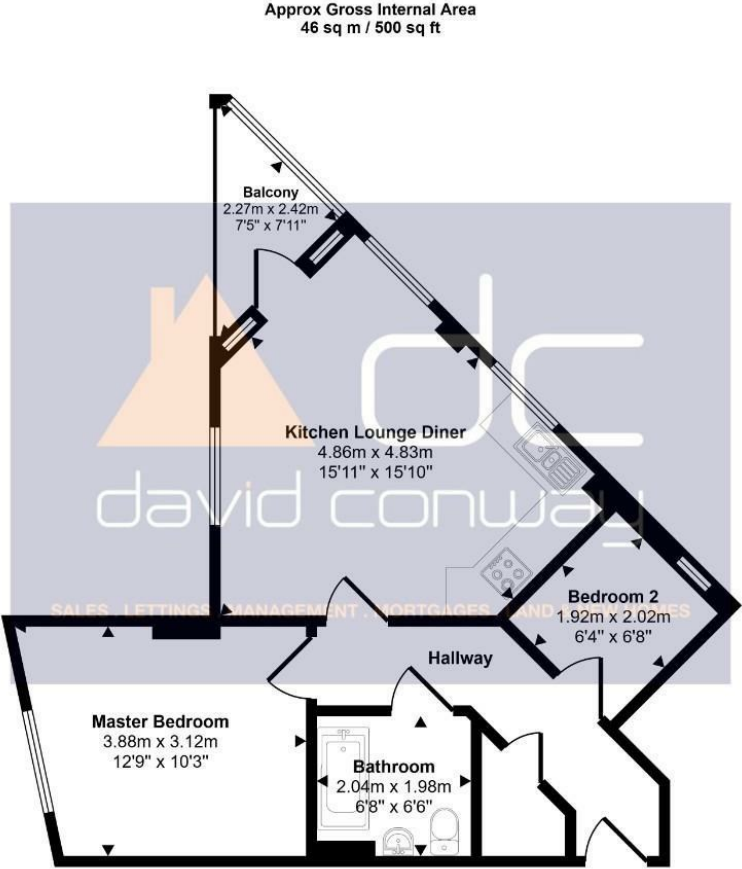 Approx Gross Internal Area
46 sq m / 500 sq ft
Balcony
2.27m x 2.42m
7'5" x 7'11"
dc
Kitchen Lounge Diner
4.86m x 4.83m
15'11" x 15'10"
david conway
Bedroom 2
1.92m x 2.02m
6'4" x 6'8"
SALES . LETTINGS . MANAGEMENT . MORTGAGES . LAND & NEW HOMES
Hallway
Master Bedroom
3.88m x 3.12m
12'9" x 10'3"
Bathroom
2.04m x 1.98m
6'8" x 6'6"